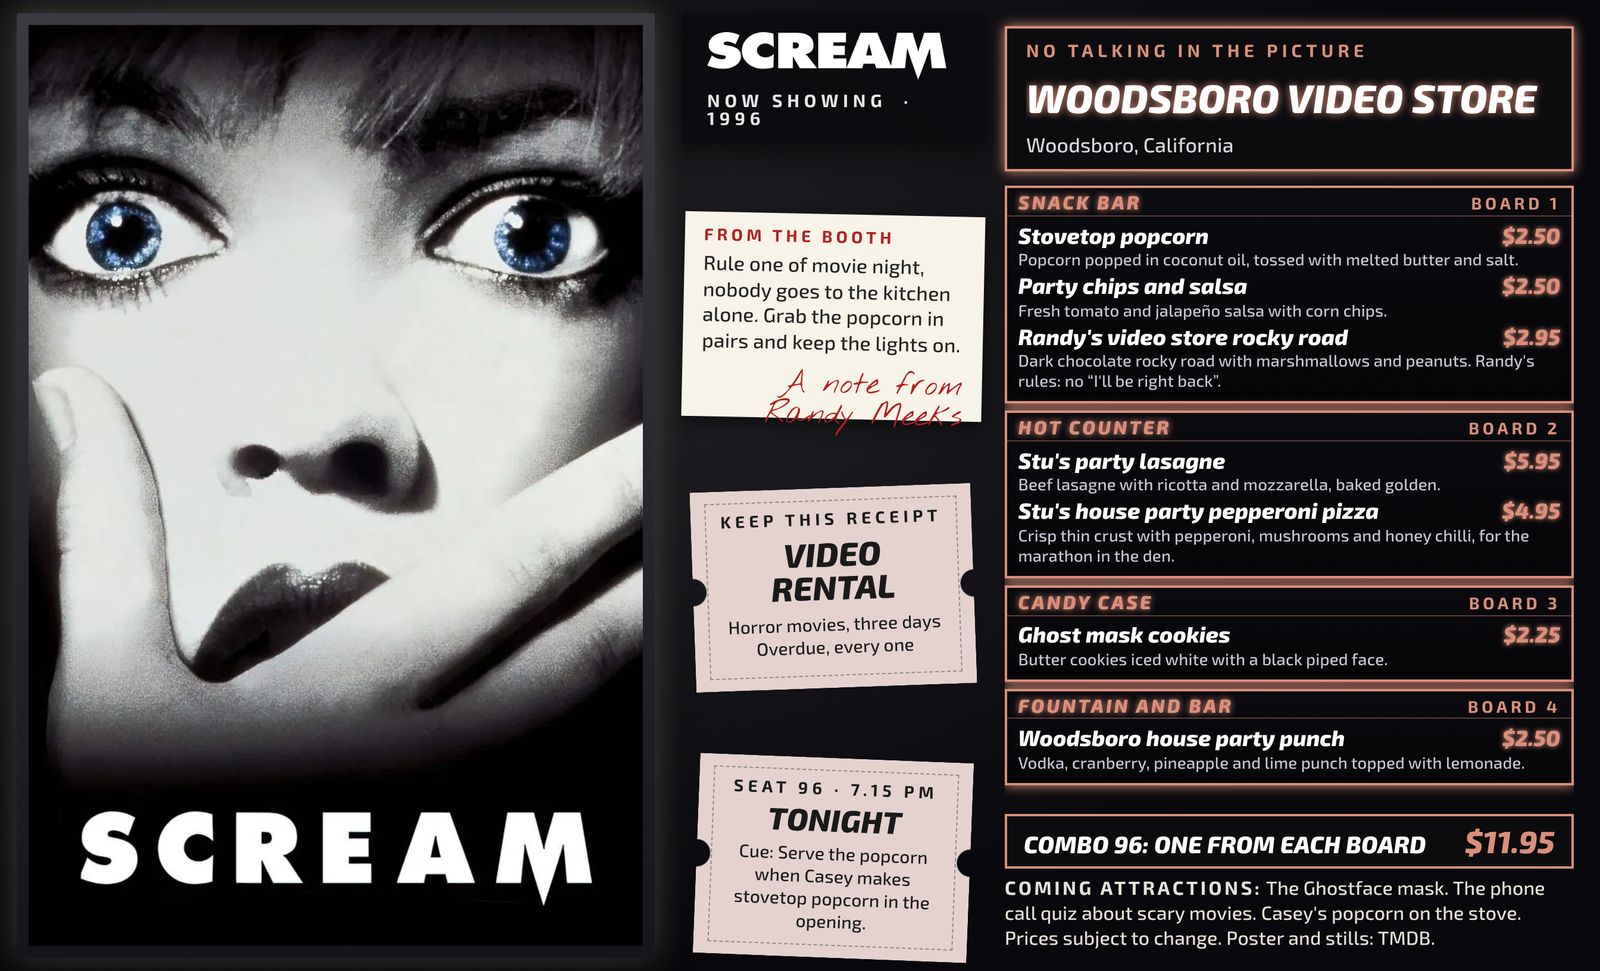 SCREAM
SCREAM
NOW SHOWING ·
1996
FROM THE BOOTH
Rule one of movie night,
nobody goes to the kitchen
alone. Grab the popcorn in
pairs and keep the lights on.
A note from
Randy Meeks
KEEP THIS RECEIPT
VIDEO
RENTAL
Horror movies, three days
Overdue, every one
SEAT 96 · 7.15 PM
TONIGHT
Cue: Serve the popcorn
when Casey makes
stovetop popcorn in the
opening.
NO TALKING IN THE PICTURE
WOODSBORO VIDEO STORE
Woodsboro, California
SNACK BAR BOARD 1
Stovetop popcorn $2.50
Popcorn popped in coconut oil, tossed with melted butter and salt.
Party chips and salsa $2.50
Fresh tomato and jalapeño salsa with corn chips.
Randy's video store rocky road $2.95
Dark chocolate rocky road with marshmallows and peanuts. Randy's
rules: no “I'll be right back”.
HOT COUNTER BOARD 2
Stu's party lasagne $5.95
Beef lasagne with ricotta and mozzarella, baked golden.
Stu's house party pepperoni pizza $4.95
Crisp thin crust with pepperoni, mushrooms and honey chilli, for the
marathon in the den.
CANDY CASE BOARD 3
Ghost mask cookies $2.25
Butter cookies iced white with a black piped face.
FOUNTAIN AND BAR BOARD 4
Woodsboro house party punch $2.50
Vodka, cranberry, pineapple and lime punch topped with lemonade.
COMBO 96: ONE FROM EACH BOARD $11.95
COMING ATTRACTIONS: The Ghostface mask. The phone
call quiz about scary movies. Casey's popcorn on the stove.
Prices subject to change. Poster and stills: TMDB.